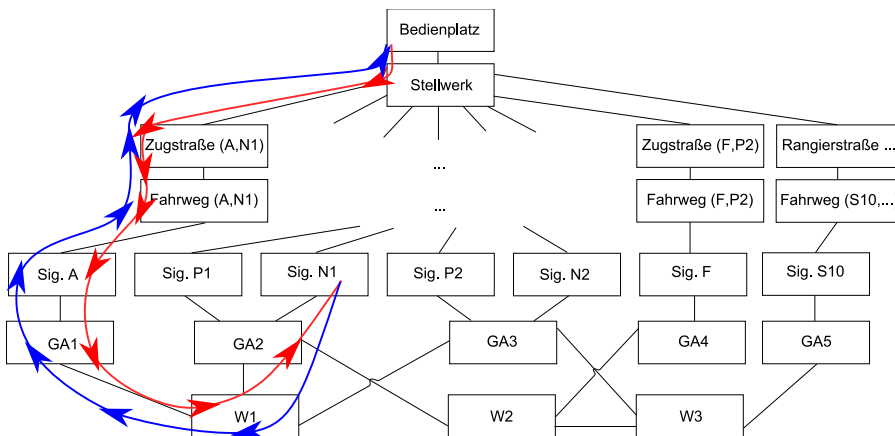 Bedienplatz
Stellwerk
Zugstraße (A,N1)
Zugstraße (F,P2)
Rangierstraße ...
...
Fahrweg (A,N1)
Fahrweg (F,P2)
Fahrweg (S10,...
...
Sig. A
Sig. P1
Sig. N1
Sig. P2
Sig. N2
Sig. F
Sig. S10
GA1
GA2
GA3
GA4
GA5
W1
W2
W3